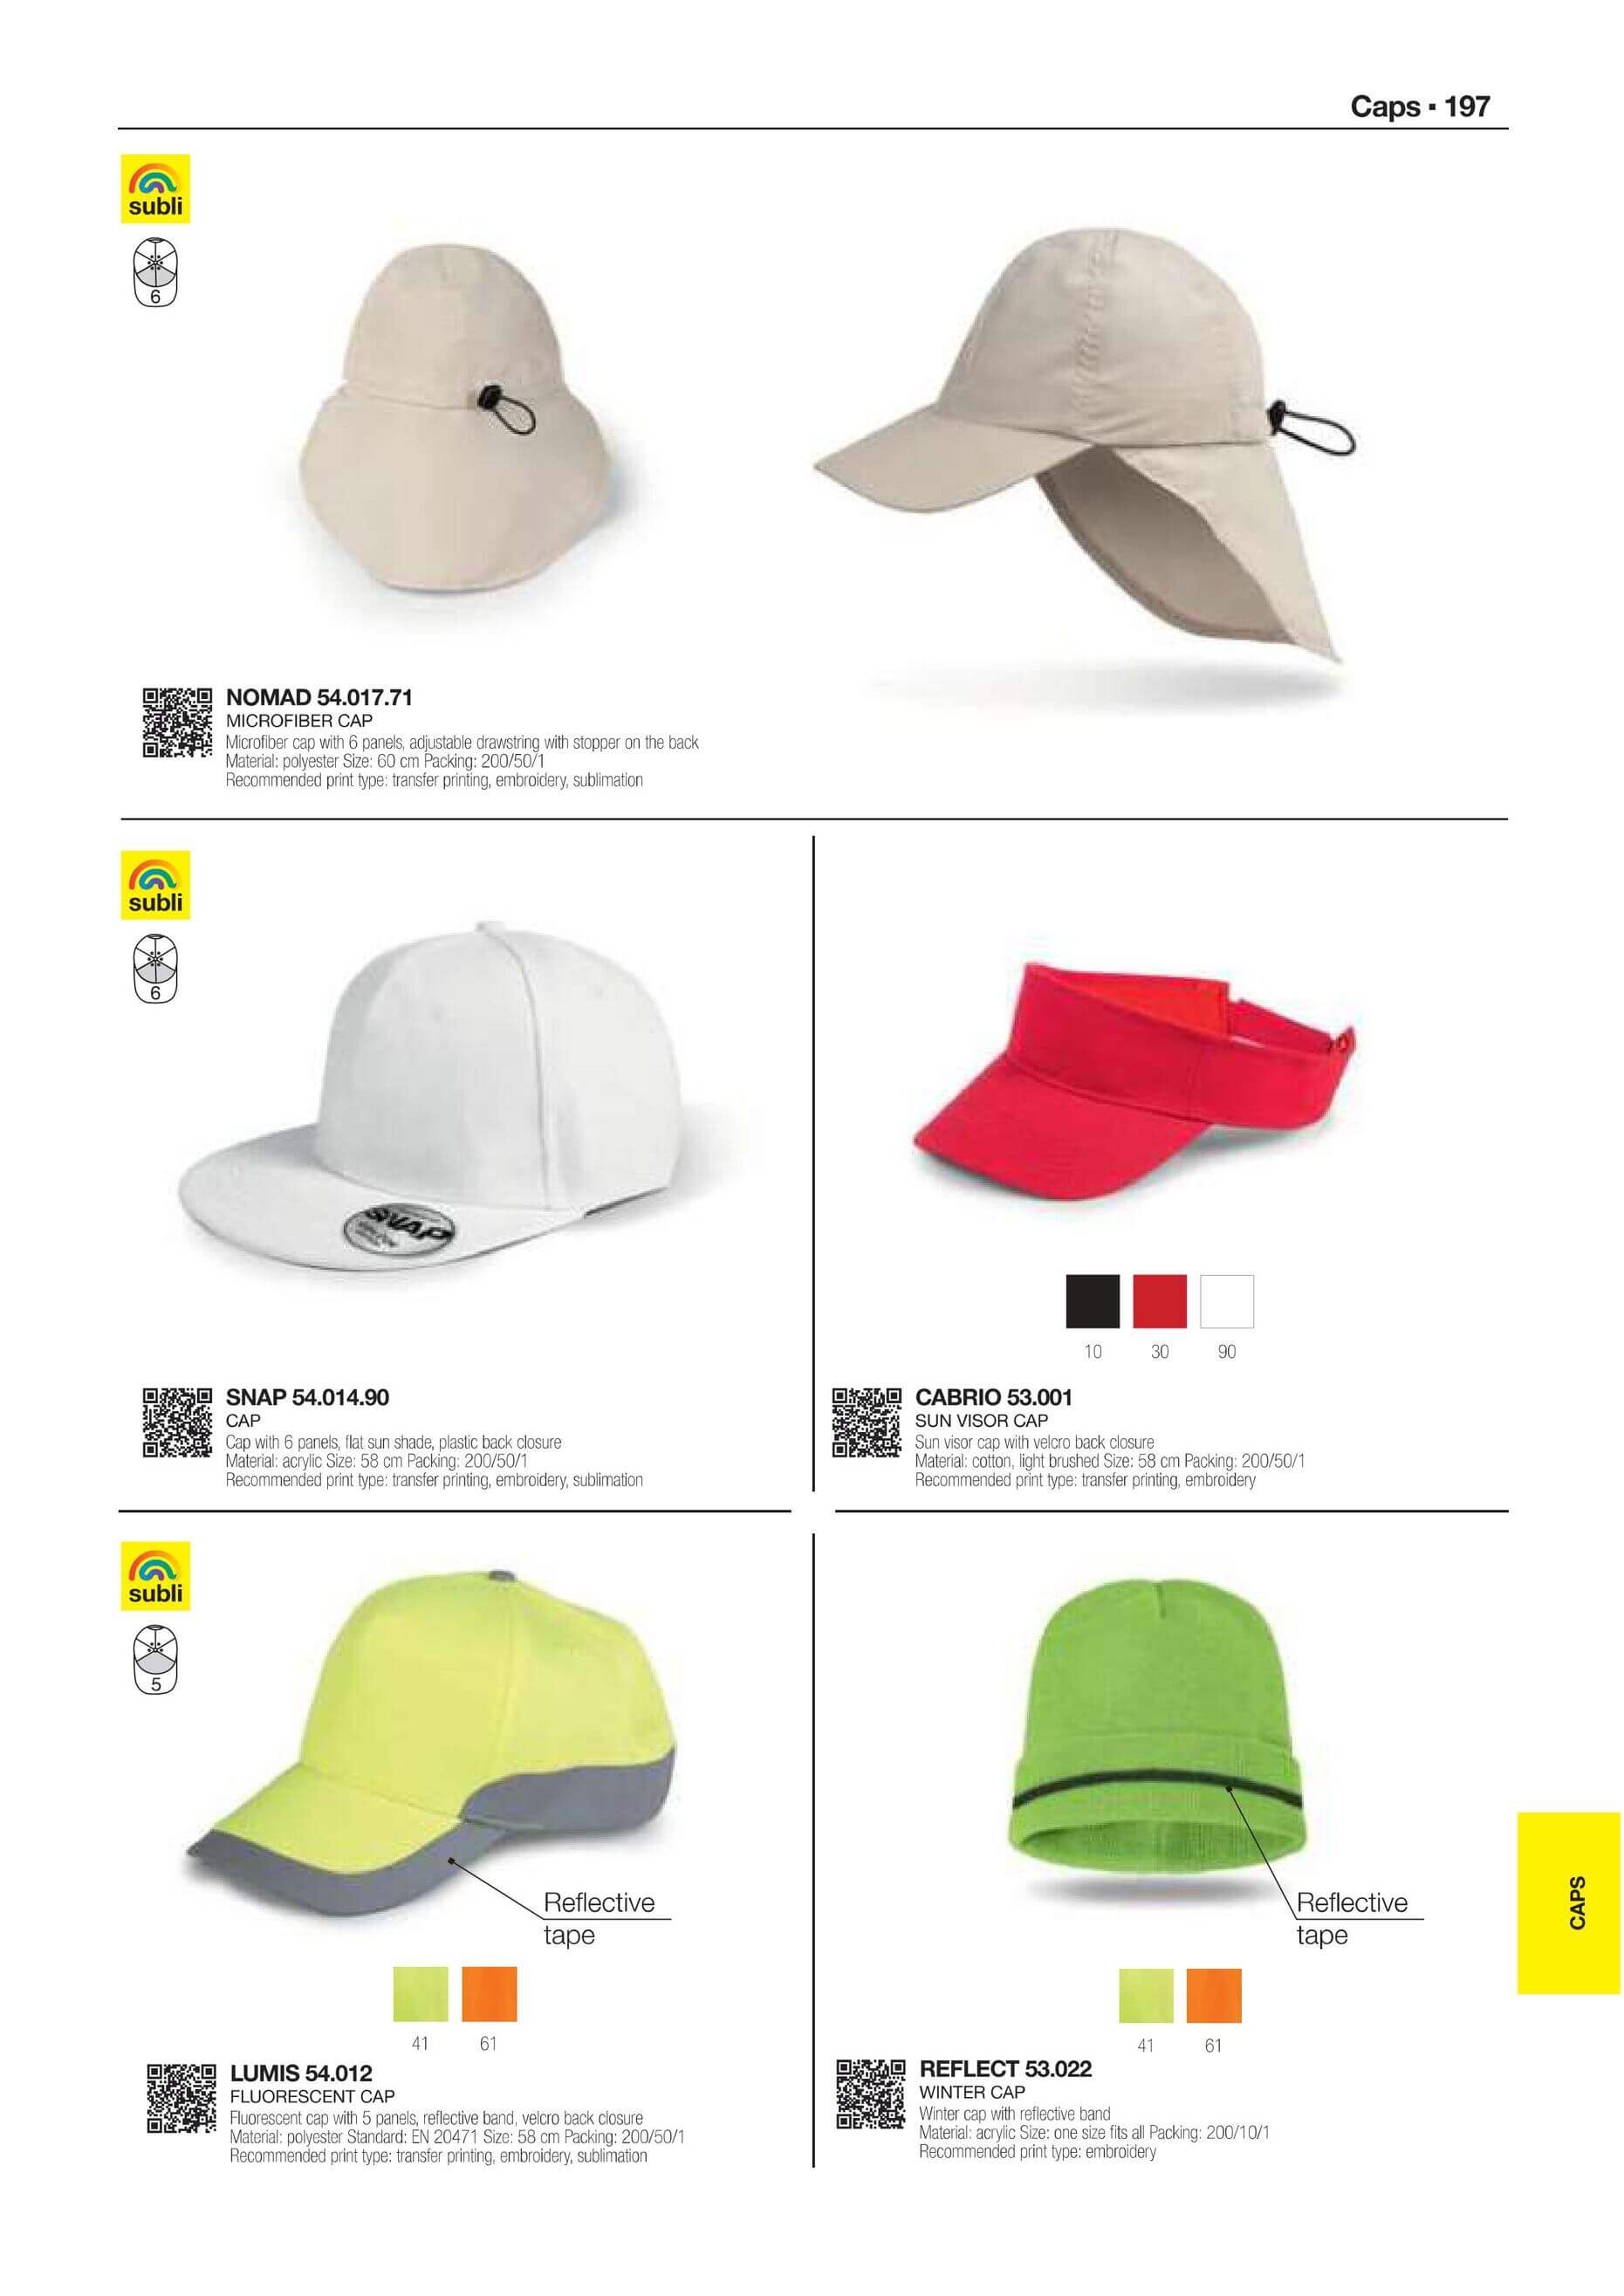 Caps ▪ 197
subli
6
NOMAD 54.017.71
MICROFIBER CAP
Microfiber cap with 6 panels, adjustable drawstring with stopper on the back
Material: polyester Size: 60 cm Packing: 200/50/1
Recommended print type: transfer printing, embroidery, sublimation
subli
6
SNAP
SNAP 54.014.90
CAP
Cap with 6 panels, flat sun shade, plastic back closure
Material: acrylic Size: 58 cm Packing: 200/50/1
Recommended print type: transfer printing, embroidery, sublimation
10 30 90
CABRIO 53.001
SUN VISOR CAP
Sun visor cap with velcro back closure
Material: cotton, light brushed Size: 58 cm Packing: 200/50/1
Recommended print type: transfer printing, embroidery
subli
5
Reflective
tape
41 61
LUMIS 54.012
FLUORESCENT CAP
Fluorescent cap with 5 panels, reflective band, velcro back closure
Material: polyester Standard: EN 20471 Size: 58 cm Packing: 200/50/1
Recommended print type: transfer printing, embroidery, sublimation
Reflective
tape
41 61
REFLECT 53.022
WINTER CAP
Winter cap with reflective band
Material: acrylic Size: one size fits all Packing: 200/10/1
Recommended print type: embroidery
CAPS